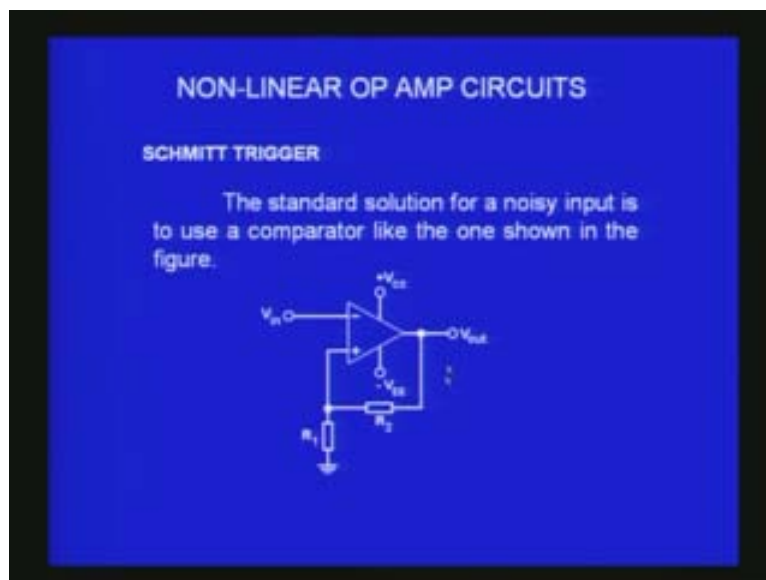 NON-LINEAR OP AMP CIRCUITS
SCHMITT TRIGGER
The standard solution for a noisy input is
to use a comparator like the one shown in the
figure.
+VCC
Vin
-
Vout
+
-VEE
R2
R1